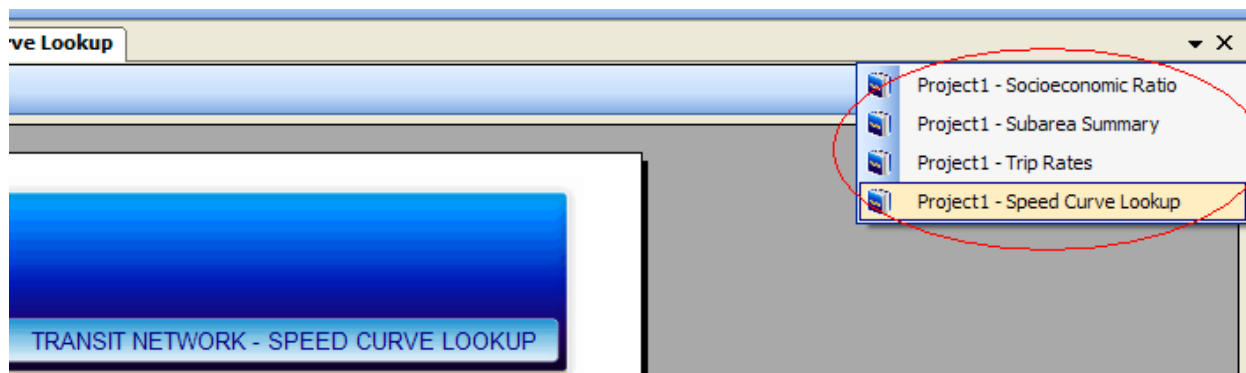 ve Lookup
Project1 - Socioeconomic Ratio
Project1 - Subarea Summary
Project1 - Trip Rates
Project1 - Speed Curve Lookup
TRANSIT NETWORK - SPEED CURVE LOOKUP